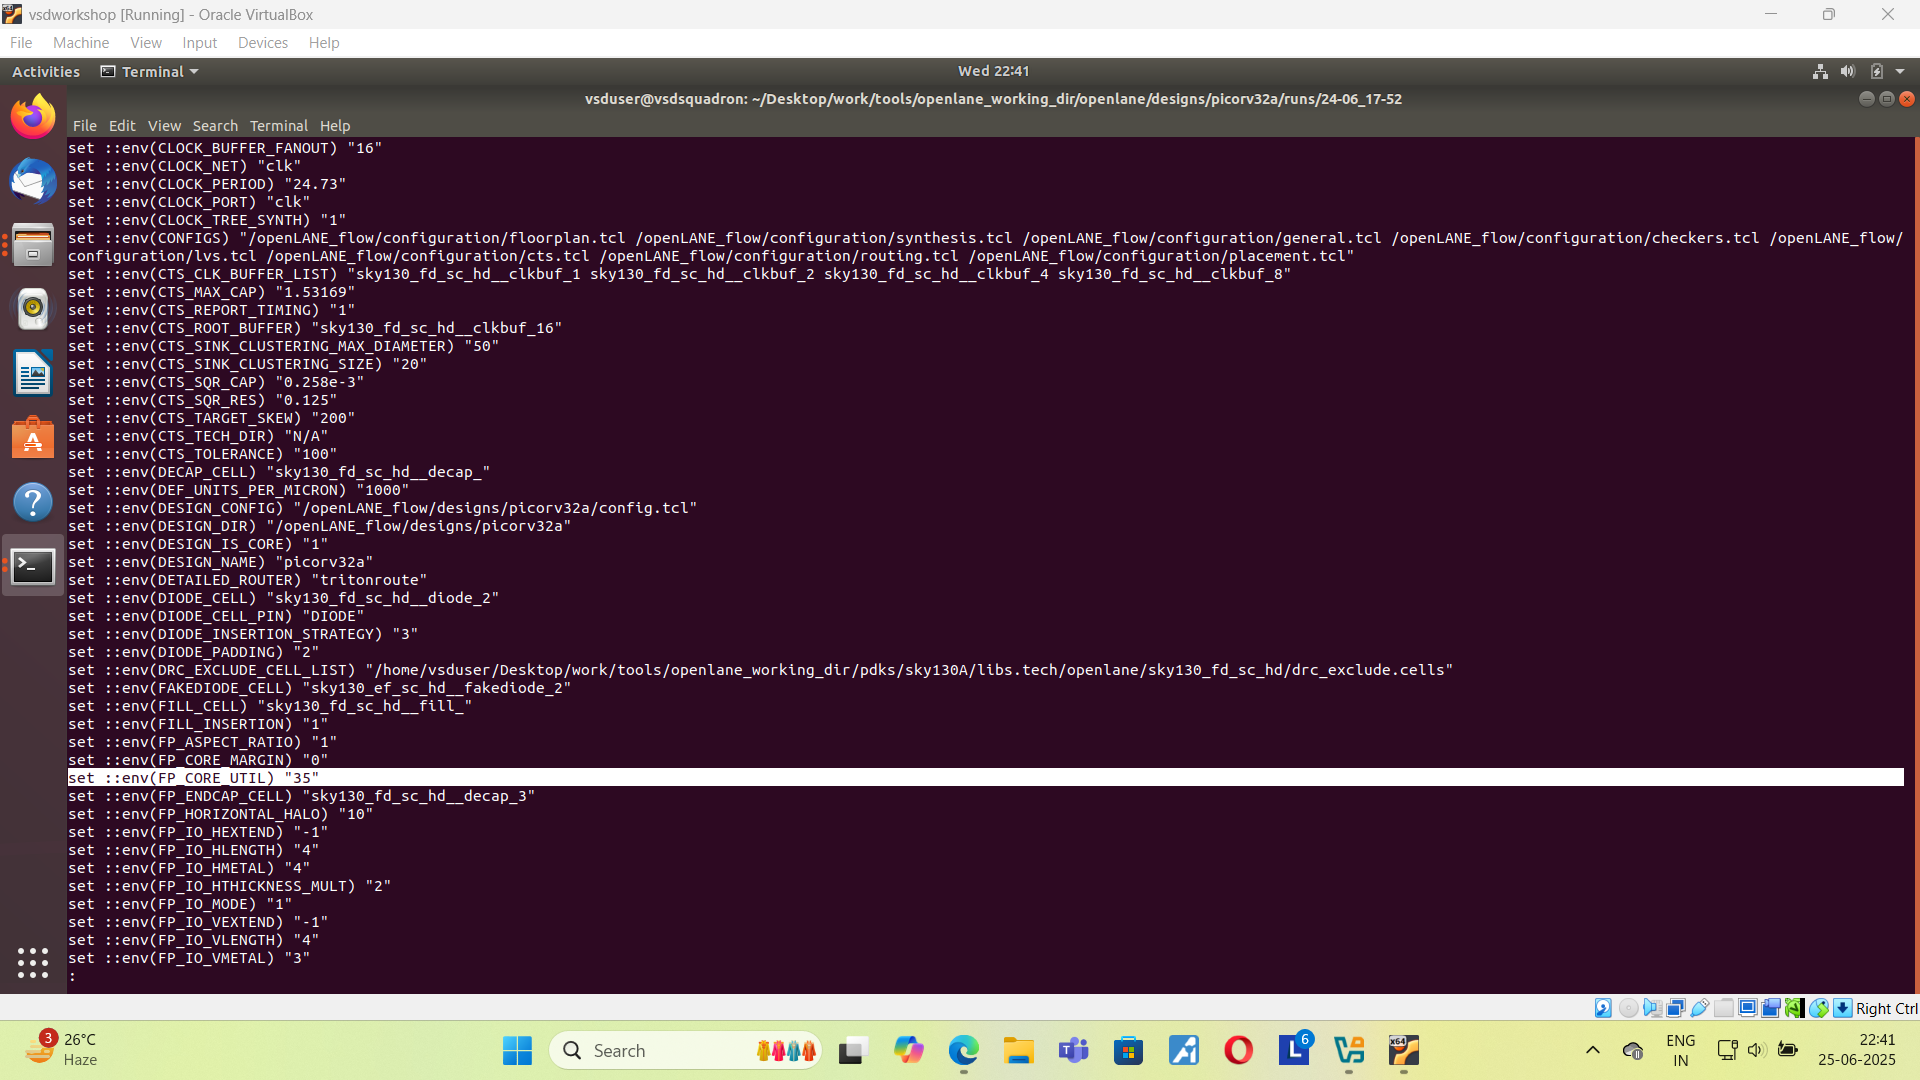 vsdworkshop [Running] - Oracle VirtualBox
File Machine View Input Devices Help
Activities Terminal Wed 22:41
vsduser@vsdsquadron: ~/Desktop/work/tools/openlane_working_dir/openlane/designs/picorv32a/runs/24-06_17-52
File Edit View Search Terminal Help
set ::env(CLOCK_BUFFER_FANOUT) "16"
set ::env(CLOCK_NET) "clk"
set ::env(CLOCK_PERIOD) "24.73"
set ::env(CLOCK_PORT) "clk"
set ::env(CLOCK_TREE_SYNTH) "1"
set ::env(CONFIGS) "/openLANE_flow/configuration/floorplan.tcl /openLANE_flow/configuration/synthesis.tcl /openLANE_flow/configuration/general.tcl /openLANE_flow/configuration/checkers.tcl /openLANE_flow/
configuration/lvs.tcl /openLANE_flow/configuration/cts.tcl /openLANE_flow/configuration/routing.tcl /openLANE_flow/configuration/placement.tcl"
set ::env(CTS_CLK_BUFFER_LIST) "sky130_fd_sc_hd__clkbuf_1 sky130_fd_sc_hd__clkbuf_2 sky130_fd_sc_hd__clkbuf_4 sky130_fd_sc_hd__clkbuf_8"
set ::env(CTS_MAX_CAP) "1.53169"
set ::env(CTS_REPORT_TIMING) "1"
set ::env(CTS_ROOT_BUFFER) "sky130_fd_sc_hd__clkbuf_16"
set ::env(CTS_SINK_CLUSTERING_MAX_DIAMETER) "50"
set ::env(CTS_SINK_CLUSTERING_SIZE) "20"
set ::env(CTS_SQR_CAP) "0.258e-3"
set ::env(CTS_SQR_RES) "0.125"
set ::env(CTS_TARGET_SKEW) "200"
set ::env(CTS_TECH_DIR) "N/A"
set ::env(CTS_TOLERANCE) "100"
set ::env(DECAP_CELL) "sky130_fd_sc_hd__decap_"
set ::env(DEF_UNITS_PER_MICRON) "1000"
set ::env(DESIGN_CONFIG) "/openLANE_flow/designs/picorv32a/config.tcl"
set ::env(DESIGN_DIR) "/openLANE_flow/designs/picorv32a"
set ::env(DESIGN_IS_CORE) "1"
set ::env(DESIGN_NAME) "picorv32a"
set ::env(DETAILED_ROUTER) "tritonroute"
set ::env(DIODE_CELL) "sky130_fd_sc_hd__diode_2"
set ::env(DIODE_CELL_PIN) "DIODE"
set ::env(DIODE_INSERTION_STRATEGY) "3"
set ::env(DIODE_PADDING) "2"
set ::env(DRC_EXCLUDE_CELL_LIST) "/home/vsduser/Desktop/work/tools/openlane_working_dir/pdks/sky130A/libs.tech/openlane/sky130_fd_sc_hd/drc_exclude.cells"
set ::env(FAKEDIODE_CELL) "sky130_ef_sc_hd__fakediode_2"
set ::env(FILL_CELL) "sky130_fd_sc_hd__fill_"
set ::env(FILL_INSERTION) "1"
set ::env(FP_ASPECT_RATIO) "1"
set ::env(FP_CORE_MARGIN) "0"
set ::env(FP_CORE_UTIL) "35"
set ::env(FP_ENDCAP_CELL) "sky130_fd_sc_hd__decap_3"
set ::env(FP_HORIZONTAL_HALO) "10"
set ::env(FP_IO_HEXTEND) "-1"
set ::env(FP_IO_HLENGTH) "4"
set ::env(FP_IO_HMETAL) "4"
set ::env(FP_IO_HTHICKNESS_MULT) "2"
set ::env(FP_IO_MODE) "1"
set ::env(FP_IO_VEXTEND) "-1"
set ::env(FP_IO_VLENGTH) "4"
set ::env(FP_IO_VMETAL) "3"
:
Right Ctrl
3 26°C
Haze
Search
6
x64
ENG
IN
22:41
25-06-2025